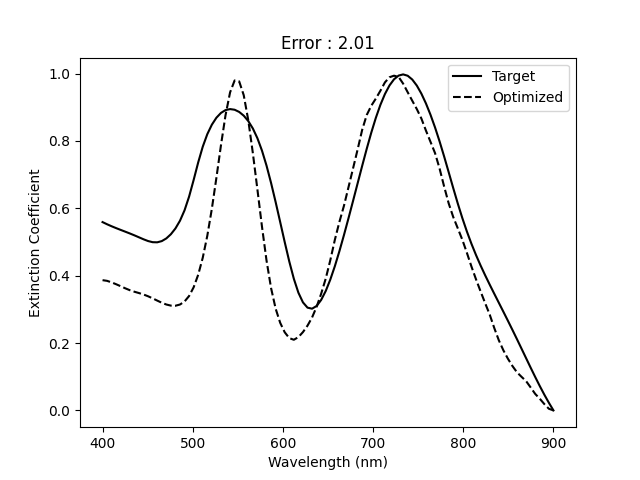 Error : 2.01
Target
Optimized
1.0
0.8
0.6
0.4
0.2
0.0
Extinction Coefficient
400 500 600 700 800 900
Wavelength (nm)